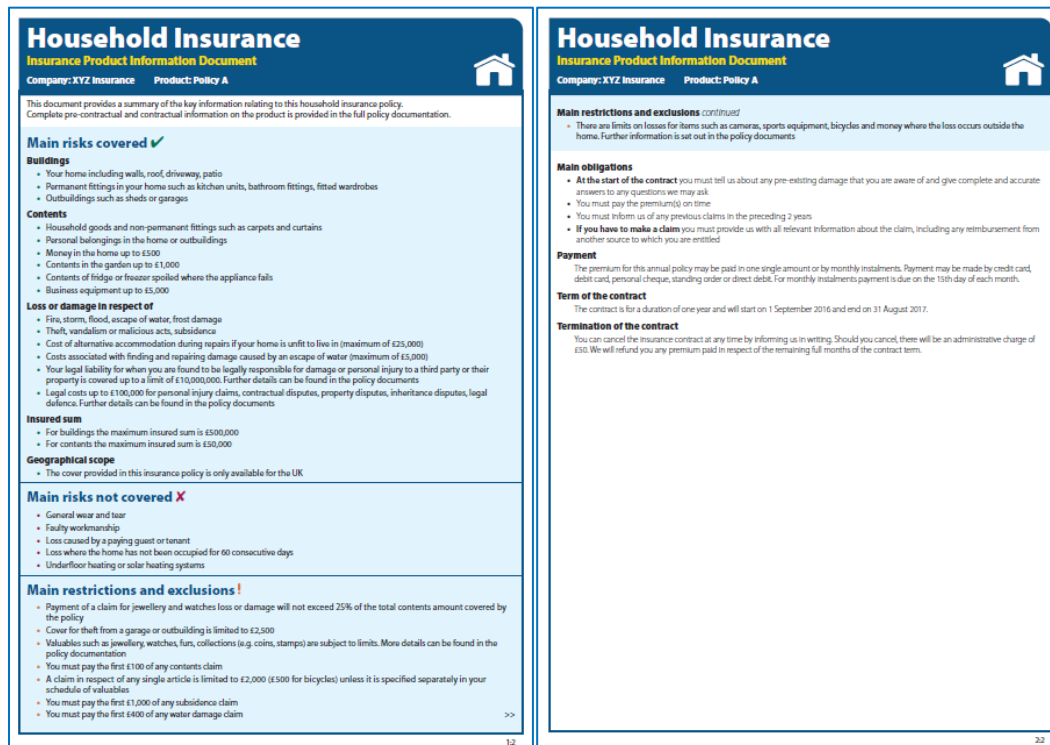 Household Insurance
Insurance Product Information Document
Company: XYZ Insurance Product: Policy A
This document provides a summary of the key information relating to this household insurance policy.
Complete pre-contractual and contractual information on the product is provided in the full policy documentation.
Main risks covered ✔
Buildings
• Your home including walls, roof, driveway, patio
• Permanent fittings in your home such as kitchen units, bathroom fittings, fitted wardrobes
• Outbuildings such as sheds or garages
Contents
• Household goods and non-permanent fittings such as carpets and curtains
• Personal belongings in the home or outbuildings
• Money in the home up to £500
• Contents in the garden up to £1,000
• Contents of fridge or freezer spoiled where the appliance fails
• Business equipment up to £5,000
Loss or damage in respect of
• Fire, storm, flood, escape of water, frost damage
• Theft, vandalism or malicious acts, subsidence
• Cost of alternative accommodation during repairs if your home is unfit to live in (maximum of £25,000)
• Costs associated with finding and repairing damage caused by an escape of water (maximum of £5,000)
• Your legal liability for when you are found to be legally responsible for damage or personal injury to a third party or their
property is covered up to a limit of £10,000,000. Further details can be found in the policy documents
• Legal costs up to £100,000 for personal injury claims, contractual disputes, property disputes, inheritance disputes, legal
defence. Further details can be found in the policy documents
Insured sum
• For buildings the maximum insured sum is £500,000
• For contents the maximum insured sum is £50,000
Geographical scope
• The cover provided in this insurance policy is only available for the UK
Main risks not covered ✘
• General wear and tear
• Faulty workmanship
• Loss caused by a paying guest or tenant
• Loss where the home has not been occupied for 60 consecutive days
• Underfloor heating or solar heating systems
Main restrictions and exclusions !
• Payment of a claim for jewellery and watches loss or damage will not exceed 25% of the total contents amount covered by
the policy
• Cover for theft from a garage or outbuilding is limited to £2,500
• Valuables such as jewellery, watches, furs, collections (e.g. coins, stamps) are subject to limits. More details can be found in the
policy documentation
• You must pay the first £100 of any contents claim
• A claim in respect of any single article is limited to £2,000 (£500 for bicycles) unless it is specified separately in your
schedule of valuables
• You must pay the first £1,000 of any subsidence claim
• You must pay the first £400 of any water damage claim >>
1:2
Household Insurance
Insurance Product Information Document
Company: XYZ Insurance Product: Policy A
Main restrictions and exclusions continued
• There are limits on losses for items such as cameras, sports equipment, bicycles and money where the loss occurs outside the
home. Further information is set out in the policy documents
Main obligations
• At the start of the contract you must tell us about any pre-existing damage that you are aware of and give complete and accurate
answers to any questions we may ask
• You must pay the premium(s) on time
• You must inform us of any previous claims in the preceding 2 years
• If you have to make a claim you must provide us with all relevant information about the claim, including any reimbursement from
another source to which you are entitled
Payment
The premium for this annual policy may be paid in one single amount or by monthly instalments. Payment may be made by credit card,
debit card, personal cheque, standing order or direct debit. For monthly instalments payment is due on the 15th day of each month.
Term of the contract
The contract is for a duration of one year and will start on 1 September 2016 and end on 31 August 2017.
Termination of the contract
You can cancel the insurance contract at any time by informing us in writing. Should you cancel, there will be an administrative charge of
£50. We will refund you any premium paid in respect of the remaining full months of the contract term.
2:2